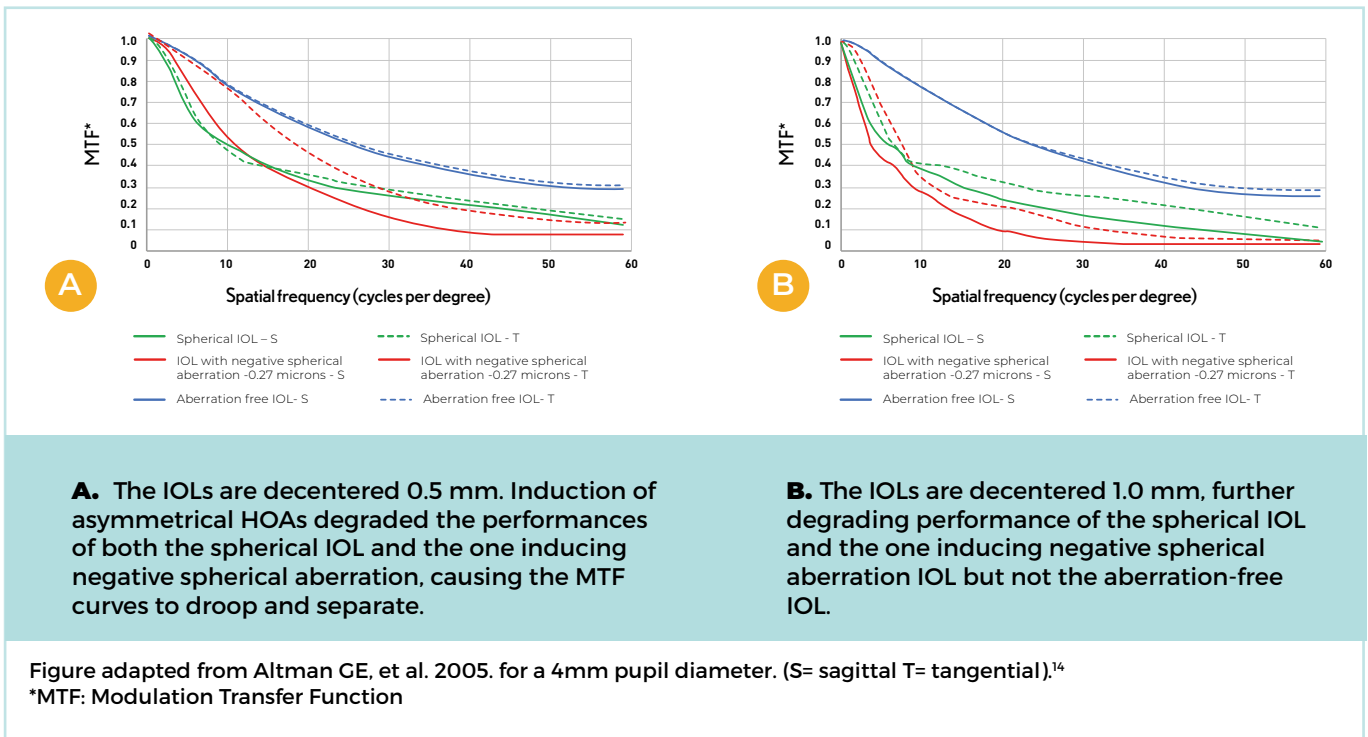 1.0
0.9
0.8
0.7
0.6
0.5
0.4
0.3
0.2
0.1
0
MTF*
0 10 20 30 40 50 60
A
Spatial frequency (cycles per degree)
Spherical IOL – S
Spherical IOL - T
IOL with negative spherical
aberration -0.27 microns - S
IOL with negative spherical
aberration -0.27 microns - T
Aberration free IOL- S
Aberration free IOL- T
1.0
0.9
0.8
0.7
0.6
0.5
0.4
0.3
0.2
0.1
0
MTF*
0 10 20 30 40 50 60
B
Spatial frequency (cycles per degree)
Spherical IOL – S
Spherical IOL - T
IOL with negative spherical
aberration -0.27 microns - S
IOL with negative spherical
aberration -0.27 microns - T
Aberration free IOL- S
Aberration free IOL- T
A. The IOLs are decentered 0.5 mm. Induction of
asymmetrical HOAs degraded the performances
of both the spherical IOL and the one inducing
negative spherical aberration, causing the MTF
curves to droop and separate.
B. The IOLs are decentered 1.0 mm, further
degrading performance of the spherical IOL
and the one inducing negative spherical
aberration IOL but not the aberration-free
IOL.
Figure adapted from Altman GE, et al. 2005. for a 4mm pupil diameter. (S= sagittal T= tangential).¹⁴
*MTF: Modulation Transfer Function